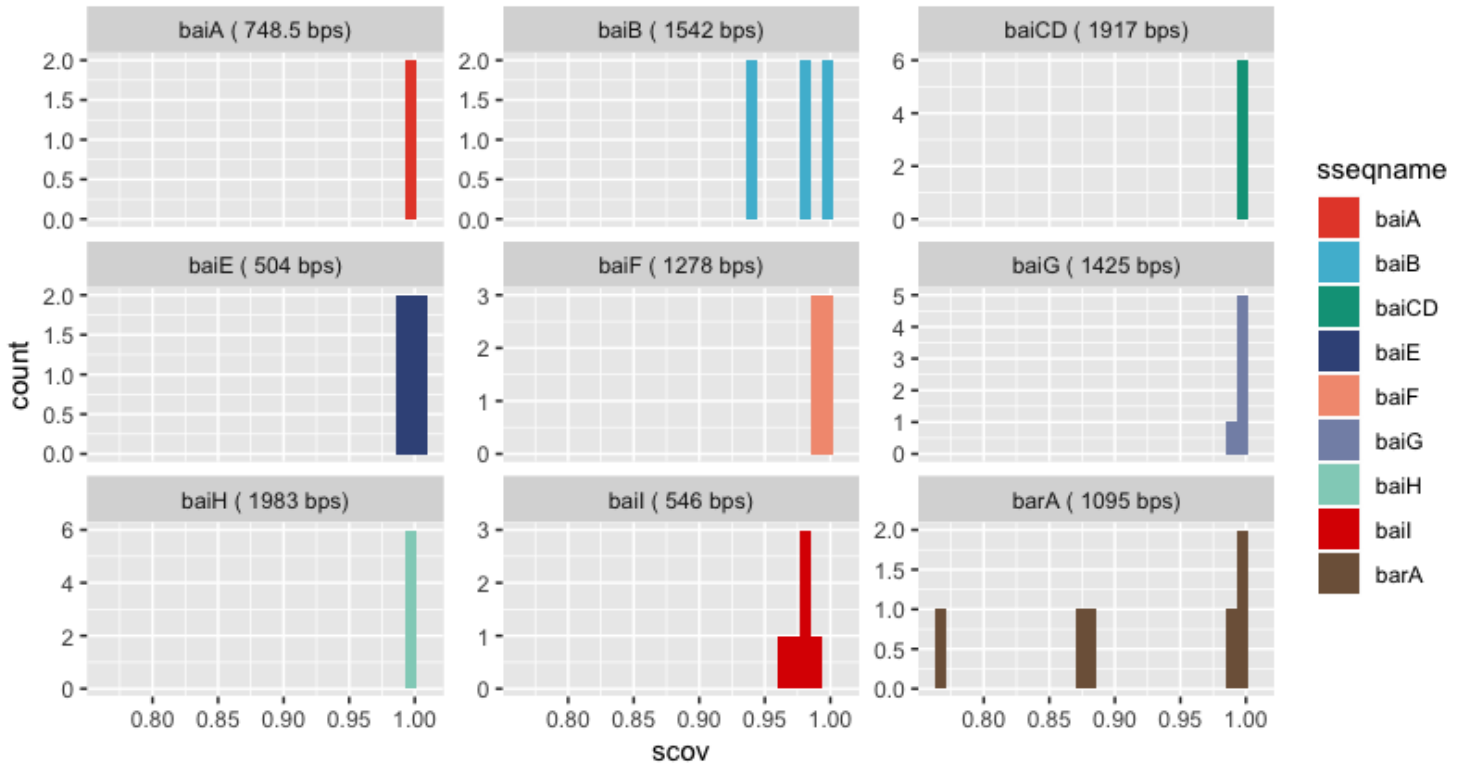 baiA ( 748.5 bps)
baiB ( 1542 bps)
baiCD ( 1917 bps)
2.0
1.5
1.0
0.5
0.0
2.0
1.5
1.0
0.5
0.0
6
4
2
0
baiE ( 504 bps)
baiF ( 1278 bps)
baiG ( 1425 bps)
2.0
1.5
1.0
0.5
0.0
3
2
1
0
5
4
3
2
1
0
baiH ( 1983 bps)
baiI ( 546 bps)
barA ( 1095 bps)
6
4
2
0
3
2
1
0
2.0
1.5
1.0
0.5
0.0
0.80 0.85 0.90 0.95 1.00
0.80 0.85 0.90 0.95 1.00
0.80 0.85 0.90 0.95 1.00
count
scov
sseqname
baiA
baiB
baiCD
baiE
baiF
baiG
baiH
baiI
barA